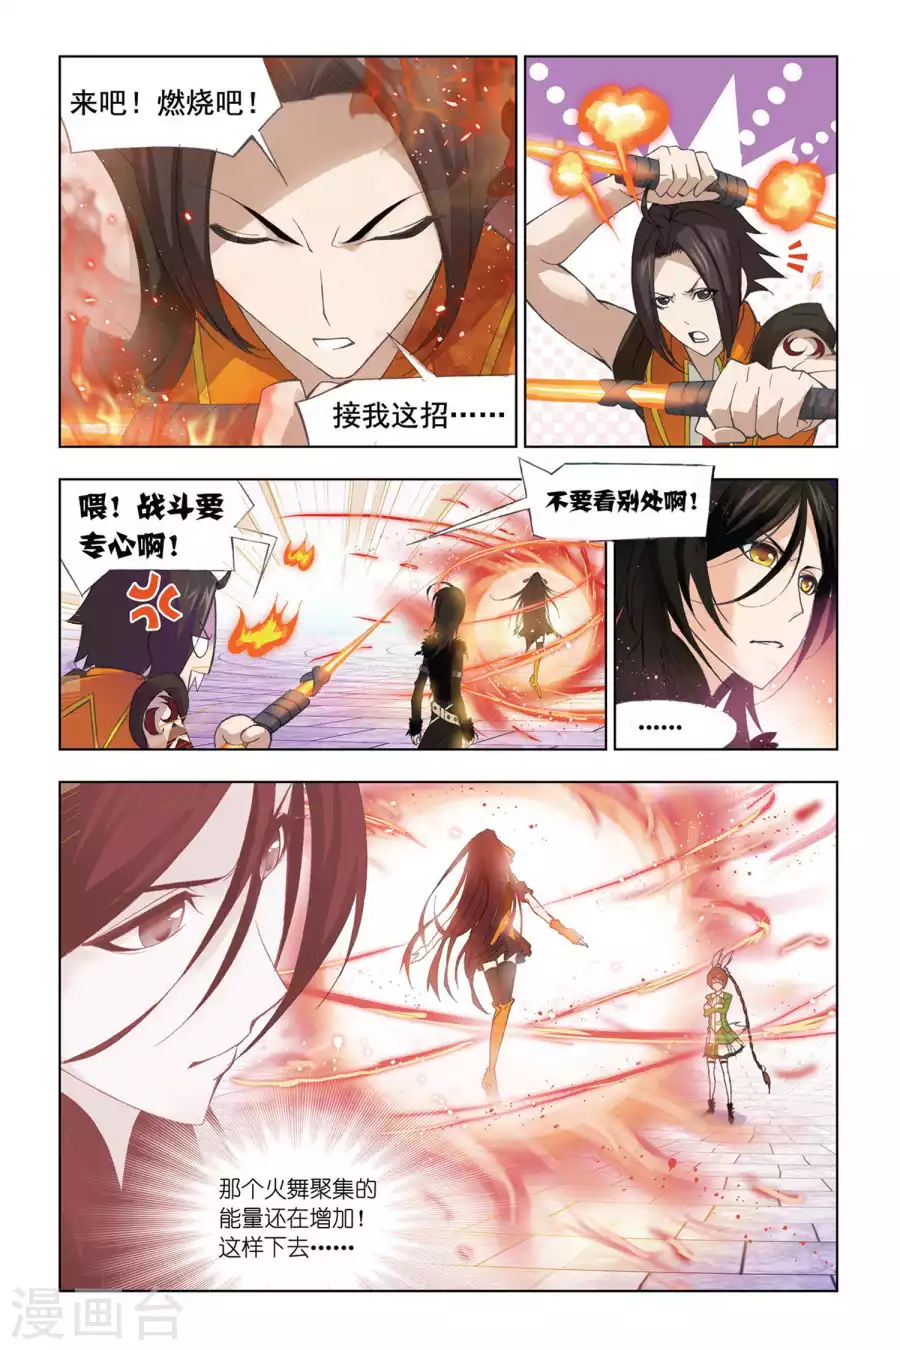 来吧！燃烧吧！
接我这招……
喂！战斗要
专心啊！
不要看别处啊！
……
那个火舞聚集的
能量还在增加！
这样下去……
漫画台